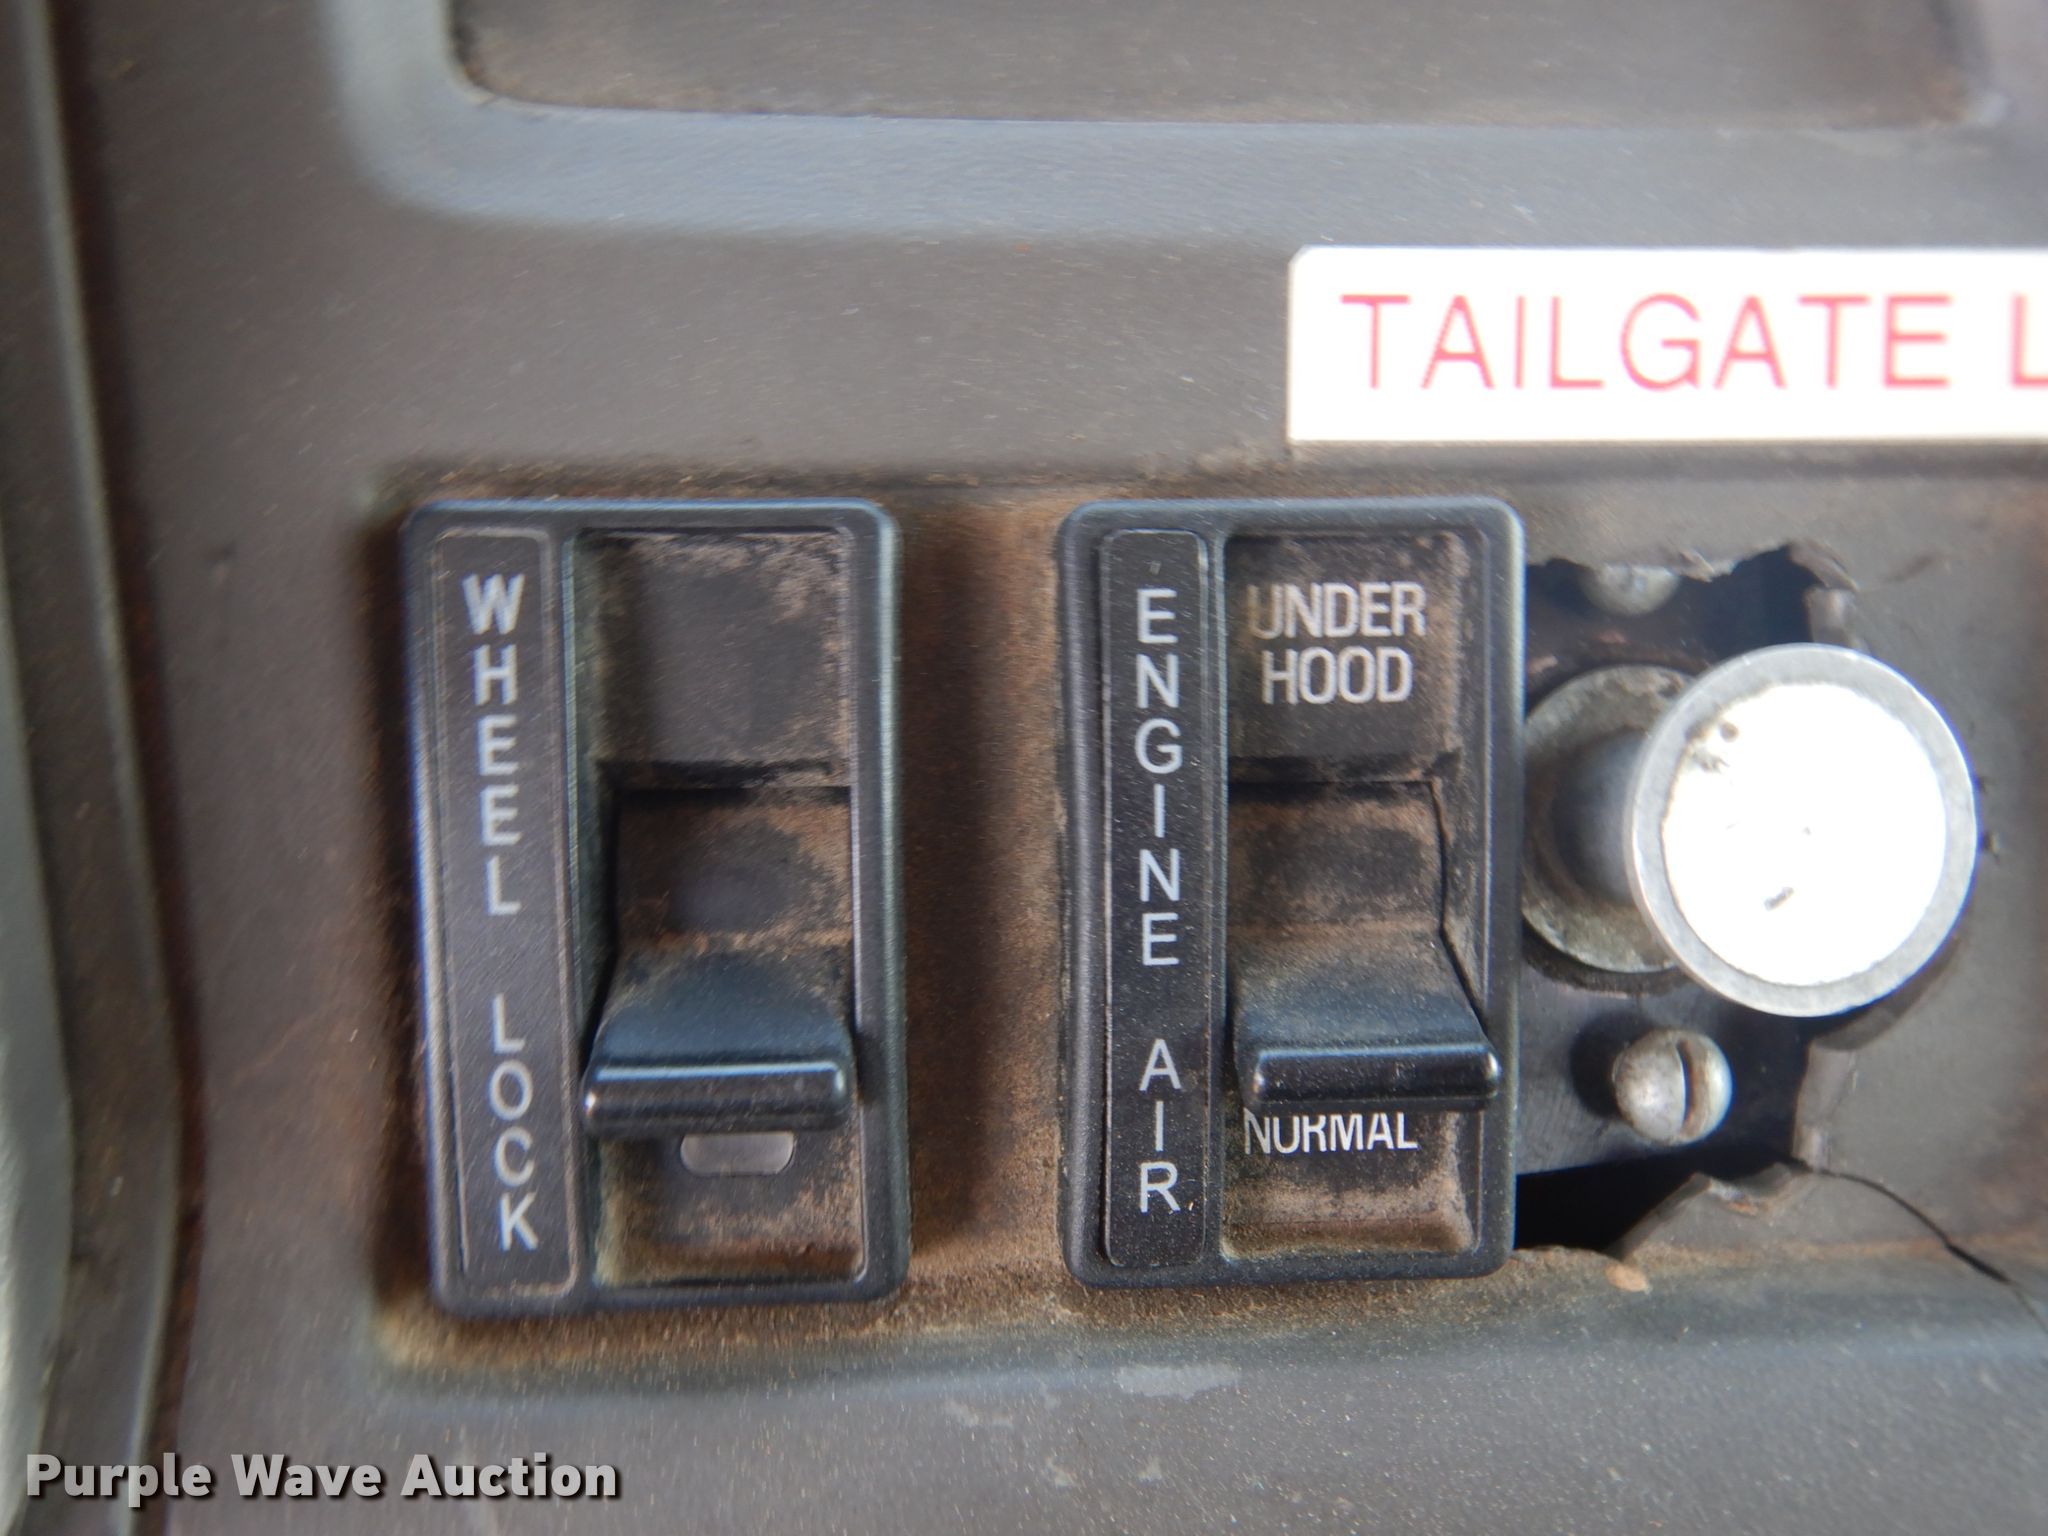 TAILGATE L
WHEEL LOCK
ENGINE AIR
UNDER
HOOD
NORMAL
Purple Wave Auction